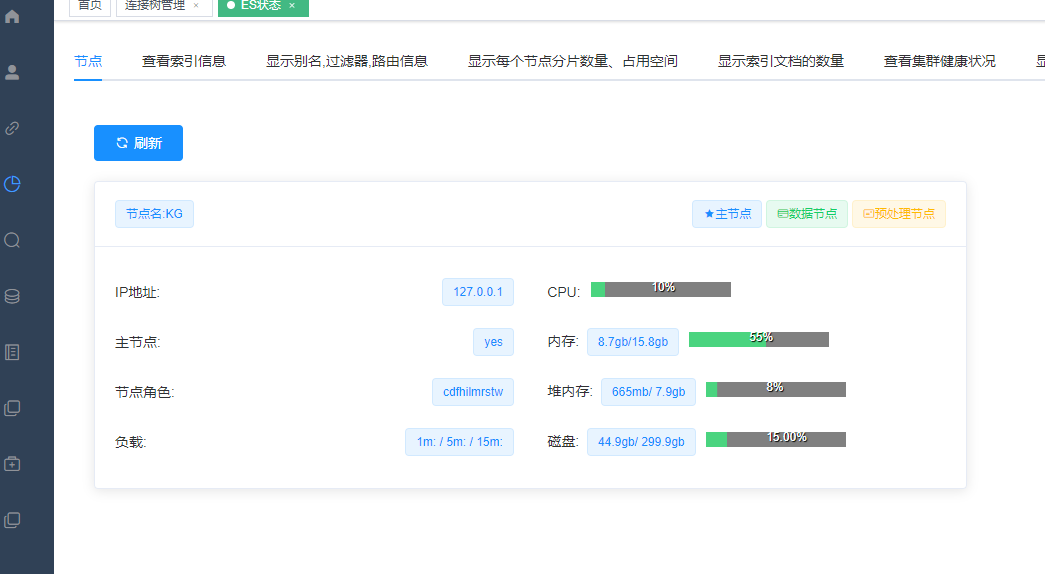 首页 连接树管理 × ES状态 ×
节点 查看索引信息 显示别名,过滤器,路由信息 显示每个节点分片数量、占用空间 显示索引文档的数量 查看集群健康状况
刷新
节点名:KG 主节点 数据节点 预处理节点
IP地址: 127.0.0.1 CPU: 10%
主节点: yes 内存: 8.7gb/15.8gb 55%
节点角色: cdfhilmrstw 堆内存: 665mb/ 7.9gb 8%
负载: 1m: / 5m: / 15m: 磁盘: 44.9gb/ 299.9gb 15.00%